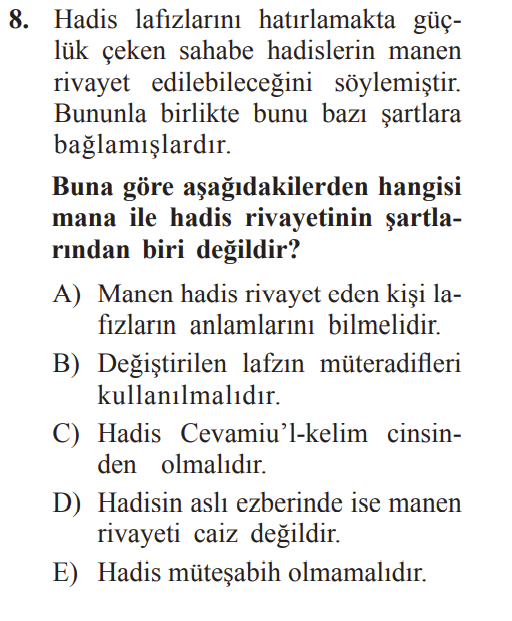 8. Hadis lafızlarını hatırlamakta güç-
lük çeken sahabe hadislerin manen
rivayet edilebileceğini söylemiştir.
Bununla birlikte bunu bazı şartlara
bağlamışlardır.
Buna göre aşağıdakilerden hangisi
mana ile hadis rivayetinin şartla-
rından biri değildir?
A) Manen hadis rivayet eden kişi la-
fızların anlamlarını bilmelidir.
B) Değiştirilen lafzın müteradifleri
kullanılmalıdır.
C) Hadis Cevamiu’l-kelim cinsin-
den olmalıdır.
D) Hadisin aslı ezberinde ise manen
rivayeti caiz değildir.
E) Hadis müteşabih olmamalıdır.